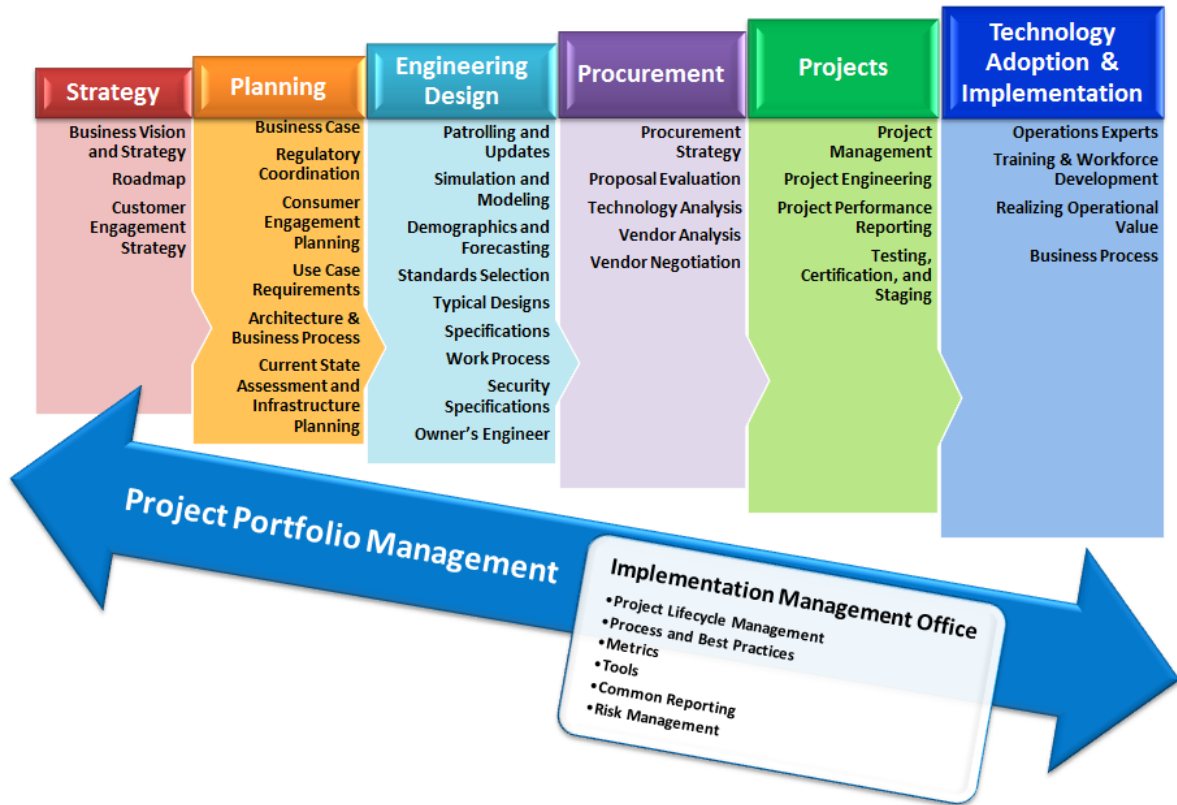 Strategy
Business Vision
and Strategy
Roadmap
Customer
Engagement
Strategy
Planning
Business Case
Regulatory
Coordination
Consumer
Engagement
Planning
Use Case
Requirements
Architecture &
Business Process
Current State
Assessment and
Infrastructure
Planning
Engineering
Design
Patrolling and
Updates
Simulation and
Modeling
Demographics and
Forecasting
Standards Selection
Typical Designs
Specifications
Work Process
Security
Specifications
Owner’s Engineer
Procurement
Procurement
Strategy
Proposal Evaluation
Technology Analysis
Vendor Analysis
Vendor Negotiation
Projects
Project
Management
Project Engineering
Project Performance
Reporting
Testing,
Certification, and
Staging
Technology
Adoption &
Implementation
Operations Experts
Training & Workforce
Development
Realizing Operational
Value
Business Process
Project Portfolio Management
Implementation Management Office
•Project Lifecycle Management
•Process and Best Practices
•Metrics
•Tools
•Common Reporting
•Risk Management